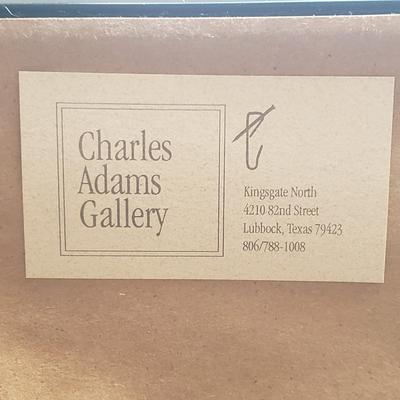 Charles
Adams
Gallery
Kingsgate North
4210 82nd Street
Lubbock, Texas 79423
806/788-1008